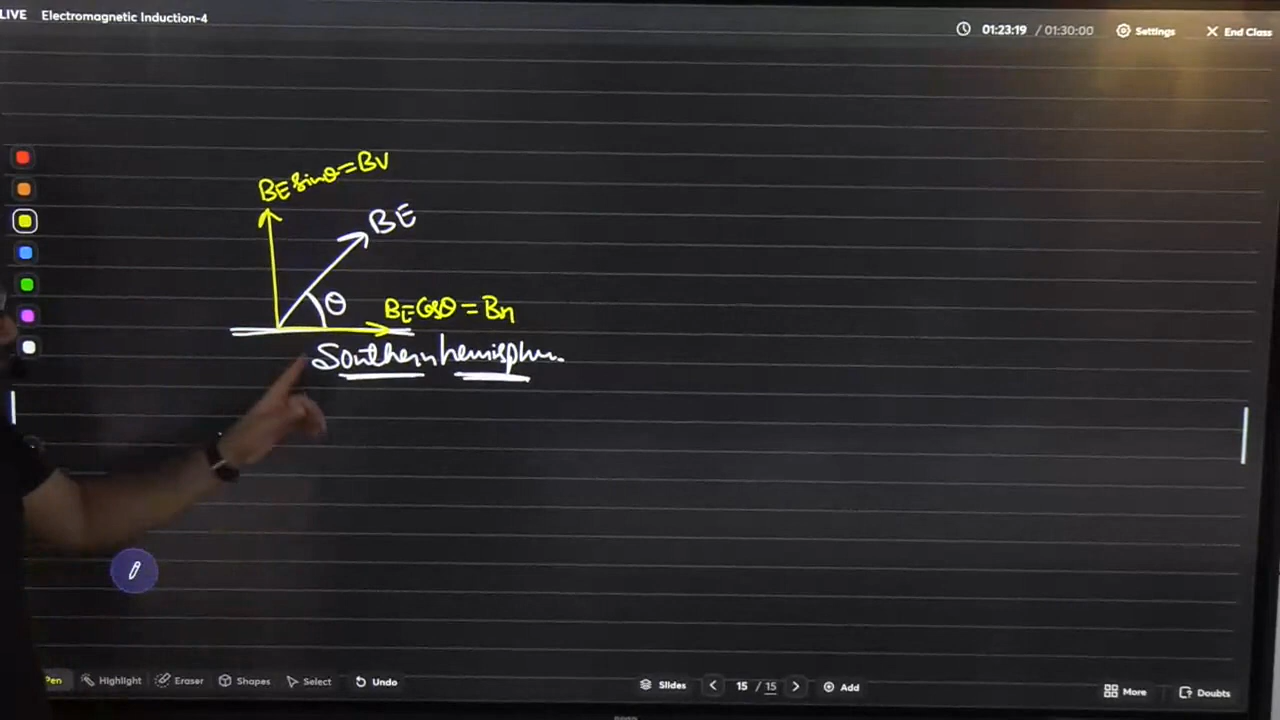 LIVE Electromagnetic Induction-4
01:23:19 / 01:30:00 Settings End Class
BE sinθ = BV
BE
θ
BE Cosθ = BH
Southern hemispher.
Pen Highlight Eraser Shapes Select Undo Slides 15 / 15 Add More Doubts